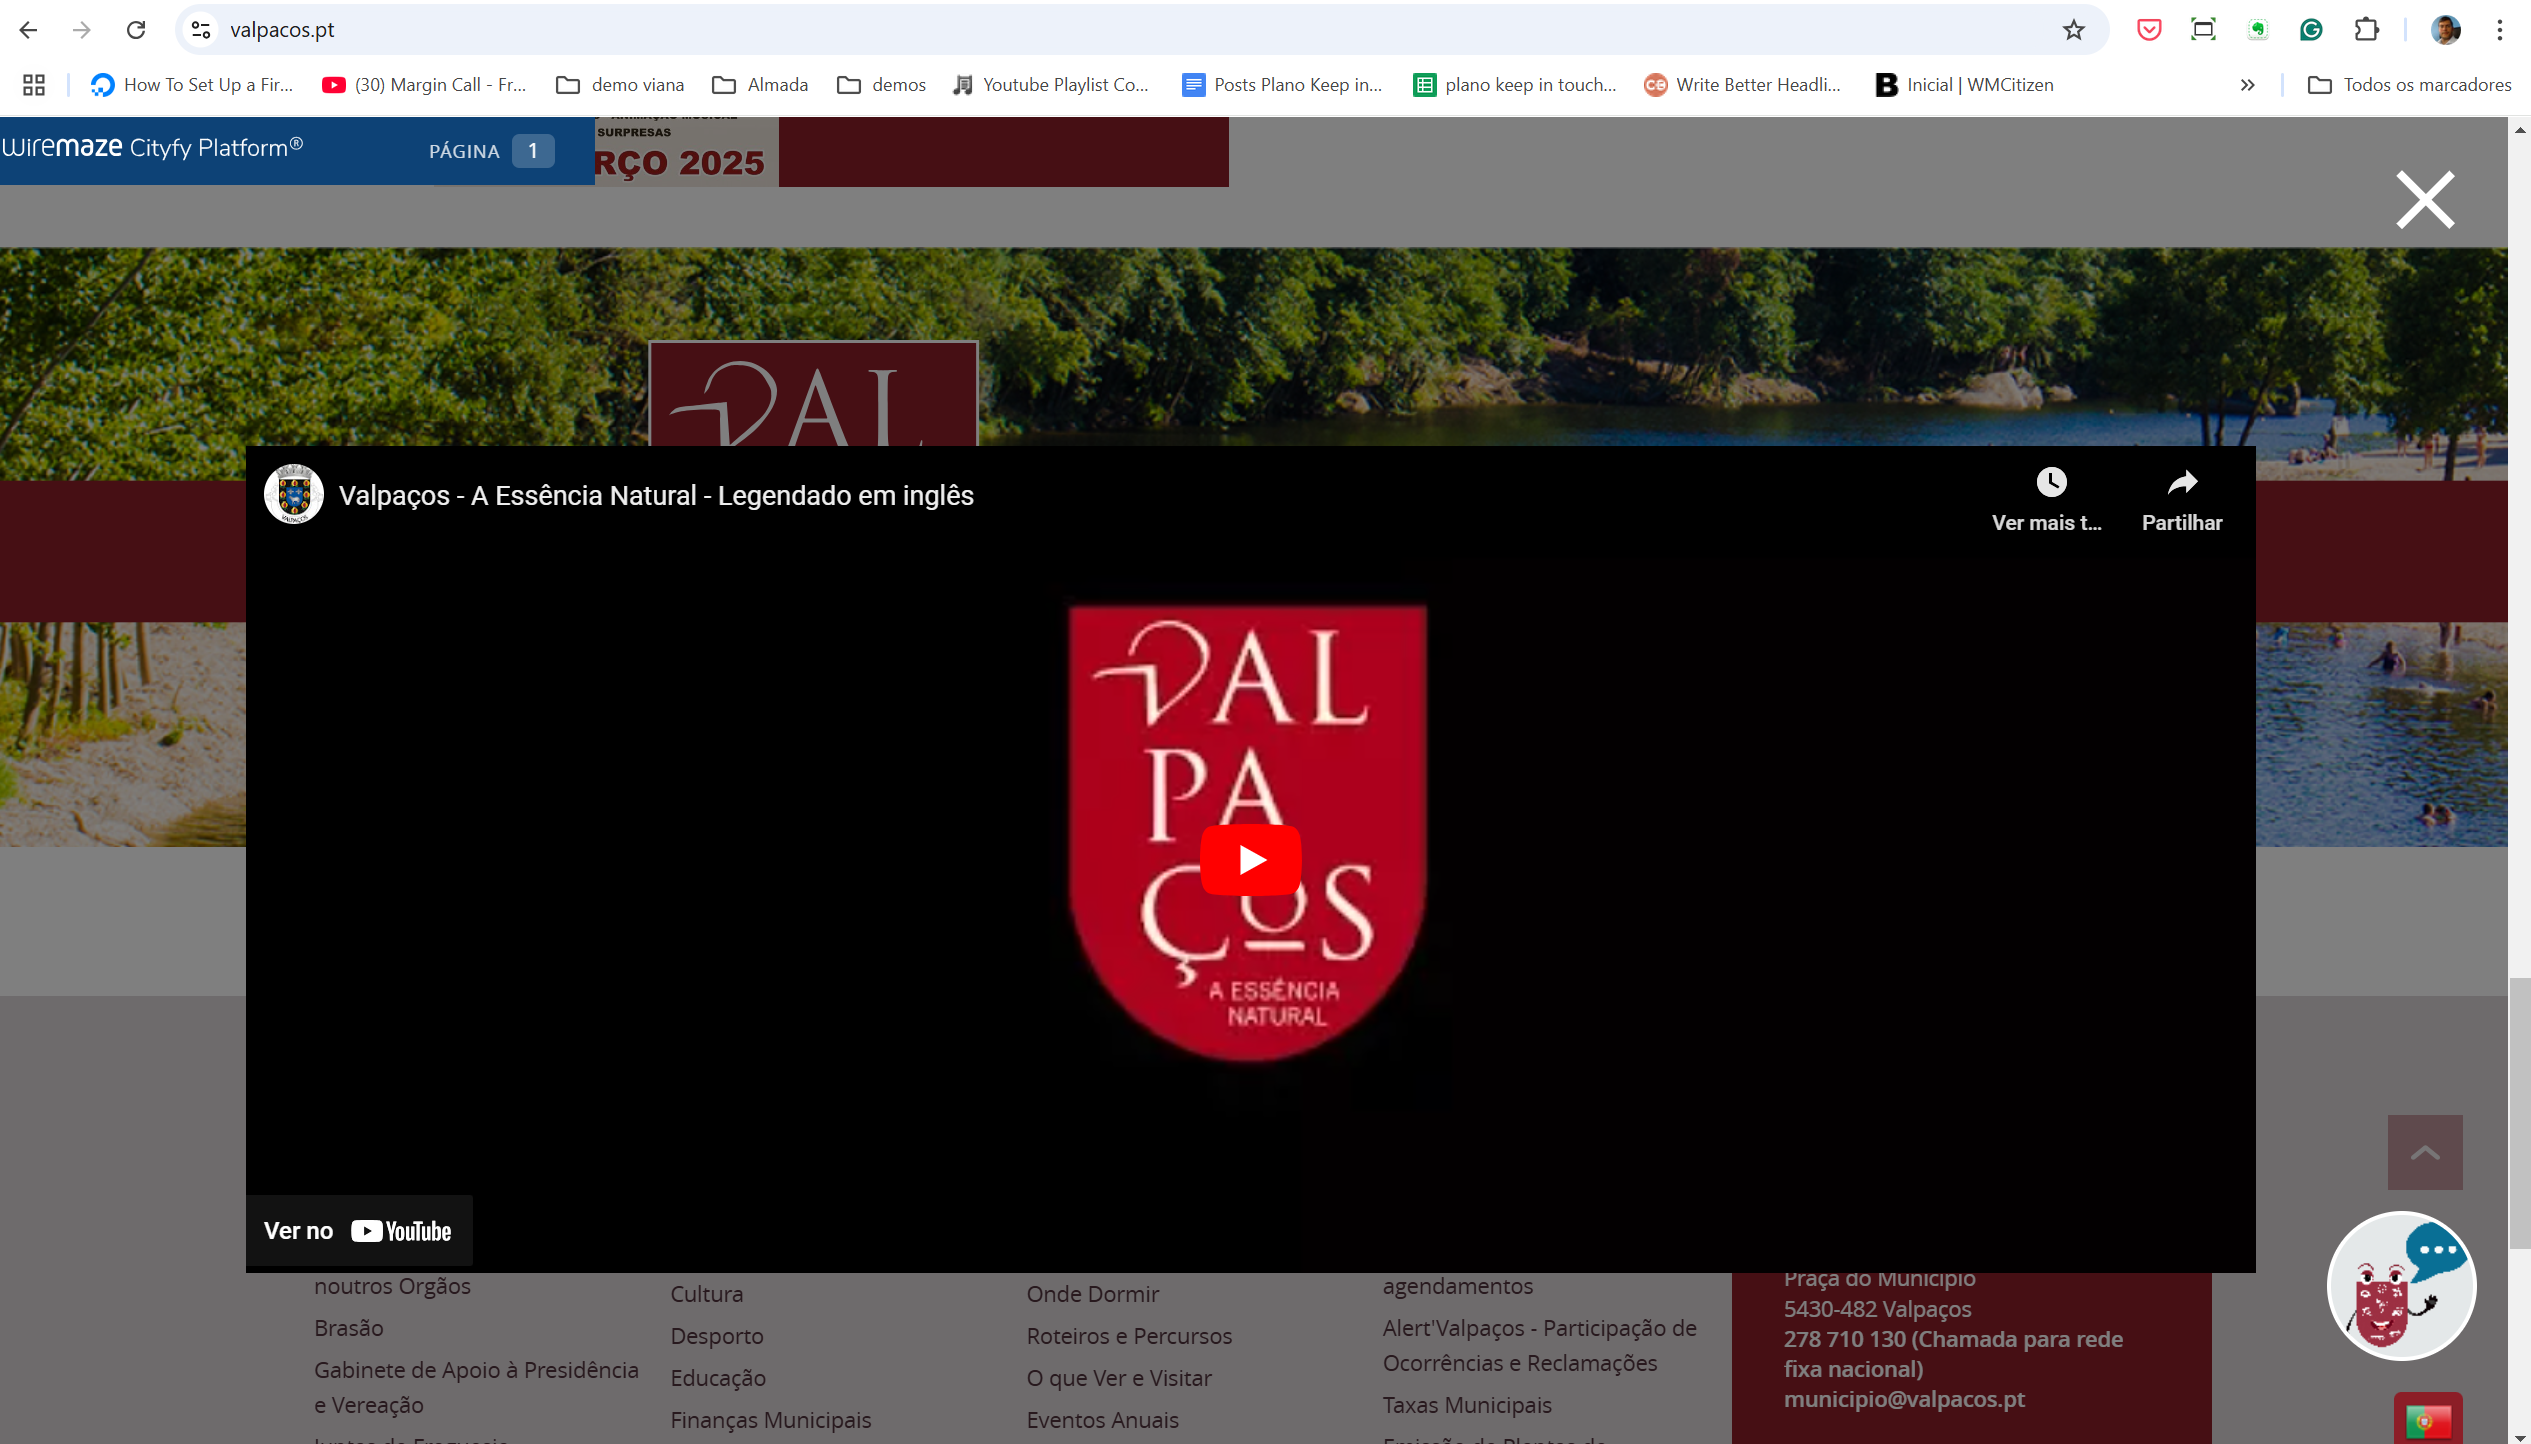 valpacos.pt
How To Set Up a Fir...
(30) Margin Call - Fr...
demo viana
Almada
demos
Youtube Playlist Co...
Posts Plano Keep in...
plano keep in touch...
Write Better Headli...
Inicial | WMCitizen
Todos os marcadores
wiremaze Cityfy Platform®
PÁGINA 1
SURPRESAS
RÇO 2025
VAL
Valpaços - A Essência Natural - Legendado em inglês
Ver mais t...
Partilhar
VAL
PA
ÇOS
A ESSÊNCIA
NATURAL
Ver no YouTube
noutros Orgãos
Brasão
Gabinete de Apoio à Presidência
e Vereação
Cultura
Desporto
Educação
Finanças Municipais
Onde Dormir
Roteiros e Percursos
O que Ver e Visitar
Eventos Anuais
agendamentos
Alert'Valpaços - Participação de
Ocorrências e Reclamações
Taxas Municipais
Praça do Município
5430-482 Valpaços
278 710 130 (Chamada para rede
fixa nacional)
municipio@valpacos.pt